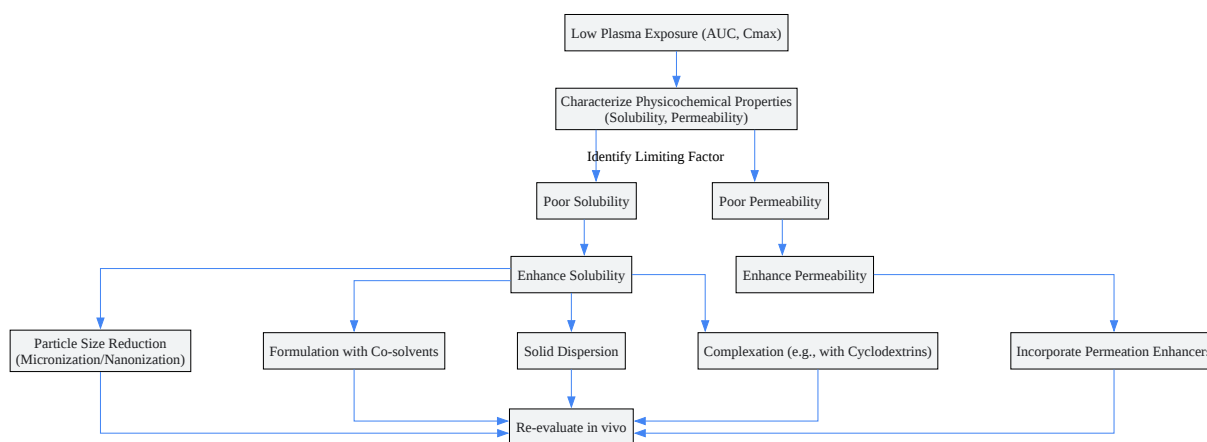 Low Plasma Exposure (AUC, Cmax)
Characterize Physicochemical Properties
(Solubility, Permeability)
Identify Limiting Factor
Poor Solubility
Poor Permeability
Enhance Solubility
Enhance Permeability
Particle Size Reduction
(Micronization/Nanonization)
Formulation with Co-solvents
Solid Dispersion
Complexation (e.g., with Cyclodextrins)
Incorporate Permeation Enhancers
Re-evaluate in vivo